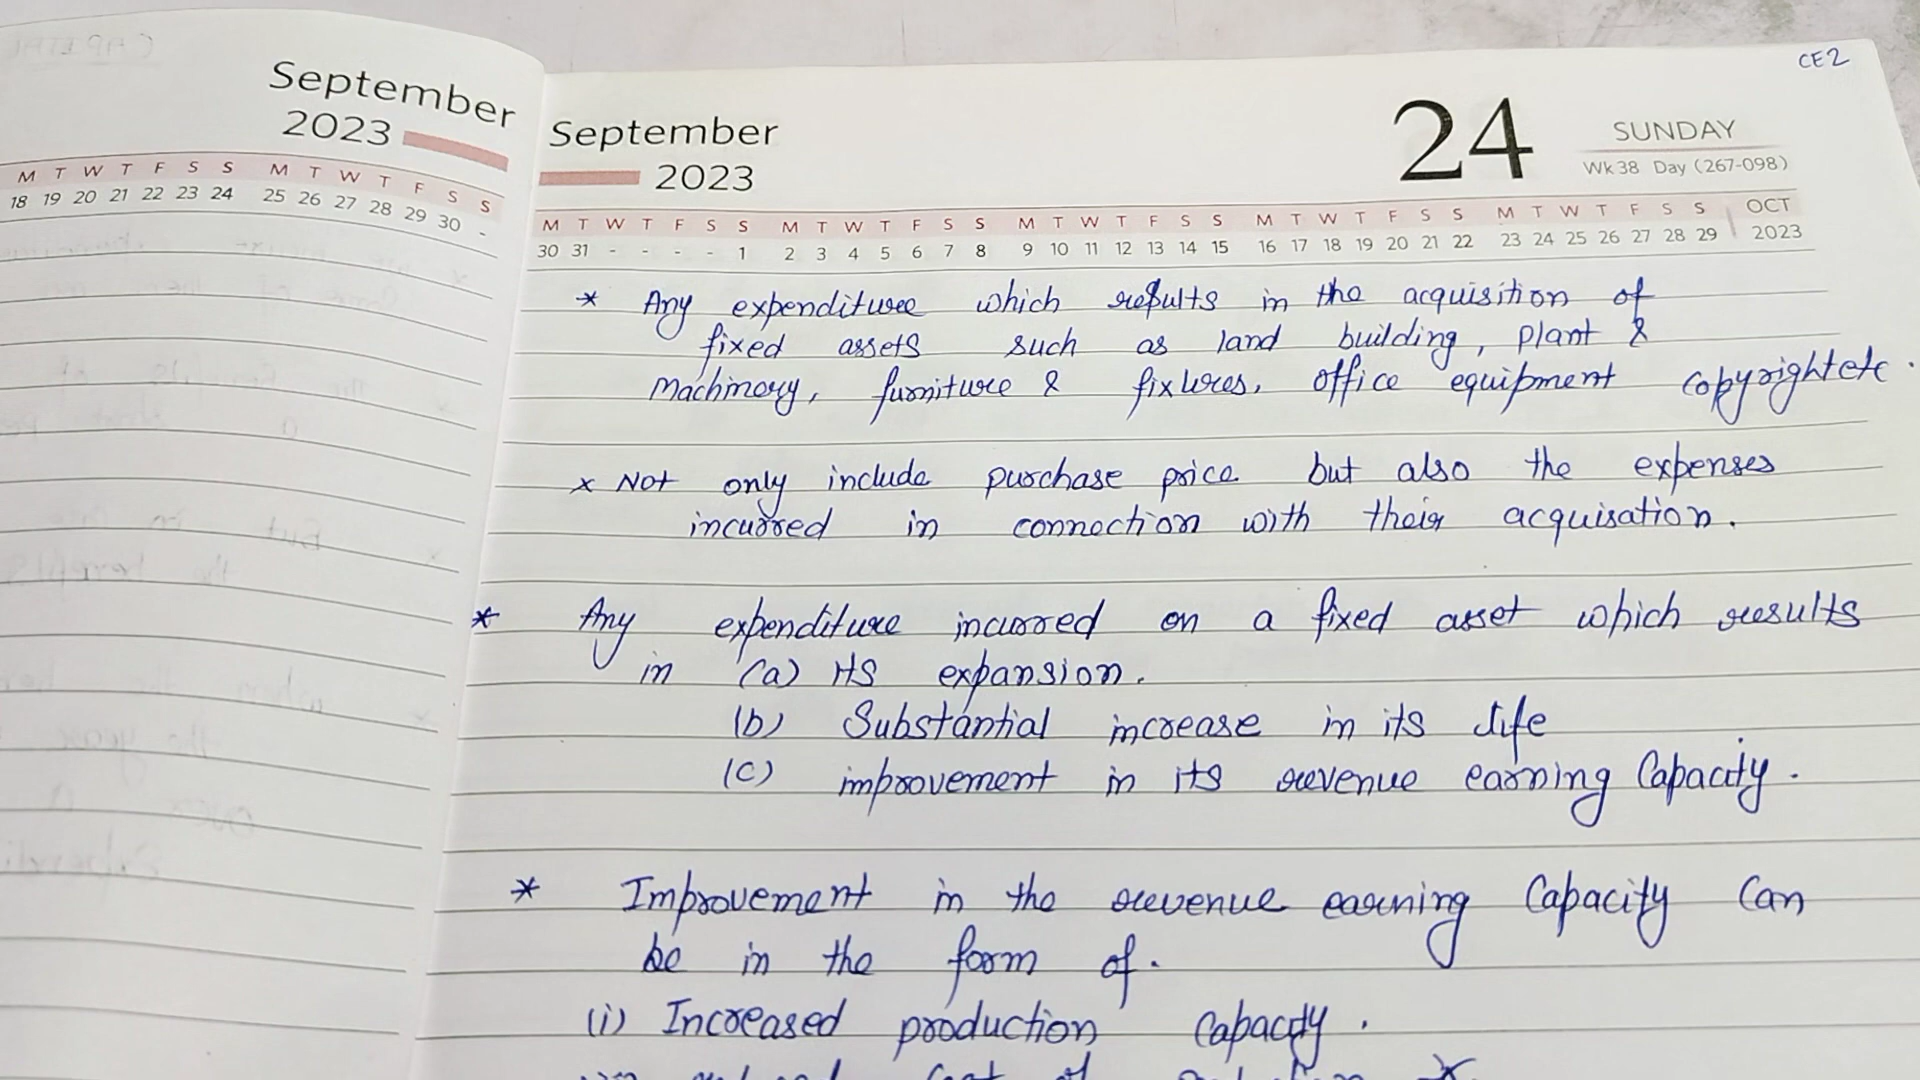 September
2023
M T W T F S S M T W T F S S
18 19 20 21 22 23 24 25 26 27 28 29 30 -
CE2
September
2023
24
SUNDAY
Wk38 Day (267-098)
M T W T F S S M T W T F S S M T W T F S S M T W T F S S M T W T F S S OCT
30 31 - - - - 1 2 3 4 5 6 7 8 9 10 11 12 13 14 15 16 17 18 19 20 21 22 23 24 25 26 27 28 29 2023
* Any expenditure which results in the acquisition of
fixed assets such as land building, plant &
Machinery, furniture & fixtures, office equipment copyright etc.
x Not only include purchase price but also the expenses
incurred in connection with their acquisation.
* Any expenditure incurred on a fixed asset which results
in (a) its expansion.
(b) Substantial increase in its life
(c) improvement in its revenue earning Capacity.
* Improvement in the revenue earning Capacity Can
be in the form of.
(i) Increased production Capacity.
Cost of